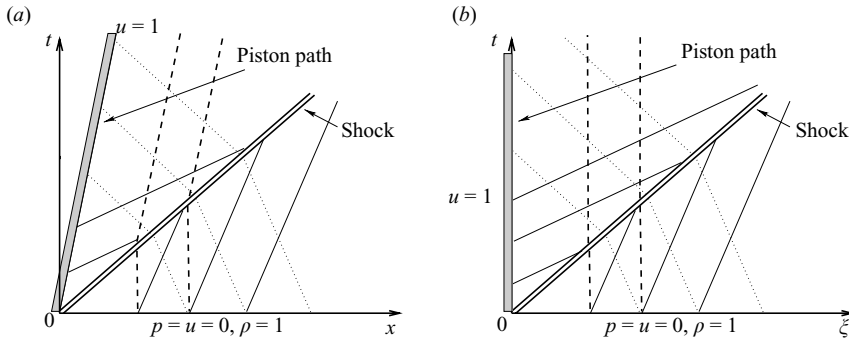 (a)
t
u = 1
Piston path
Shock
0
p = u = 0, ρ = 1
x
(b)
t
Piston path
Shock
u = 1
0
p = u = 0, ρ = 1
ξ